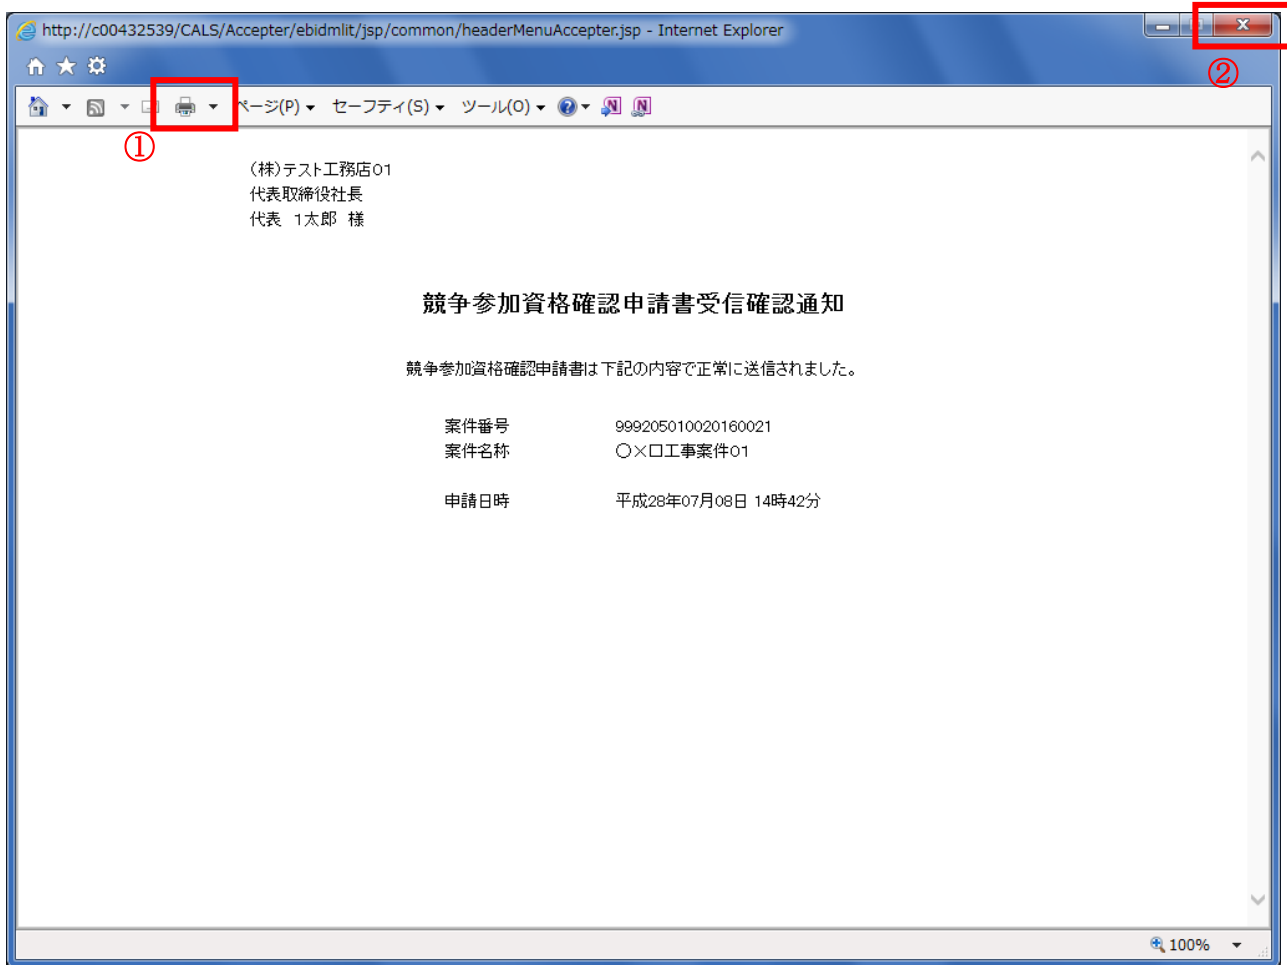 http://c00432539/CALS/Accepter/ebidmlit/jsp/common/headerMenuAccepter.jsp - Internet Explorer
②
ページ(P) セーフティ(S) ツール(O)
①
(株)テスト工務店01
代表取締役社長
代表 1太郎 様
競争参加資格確認申請書受信確認通知
競争参加資格確認申請書は下記の内容で正常に送信されました。
案件番号 999205010020160021
案件名称 ○×口工事案件01
申請日時 平成28年07月08日 14時42分
100%